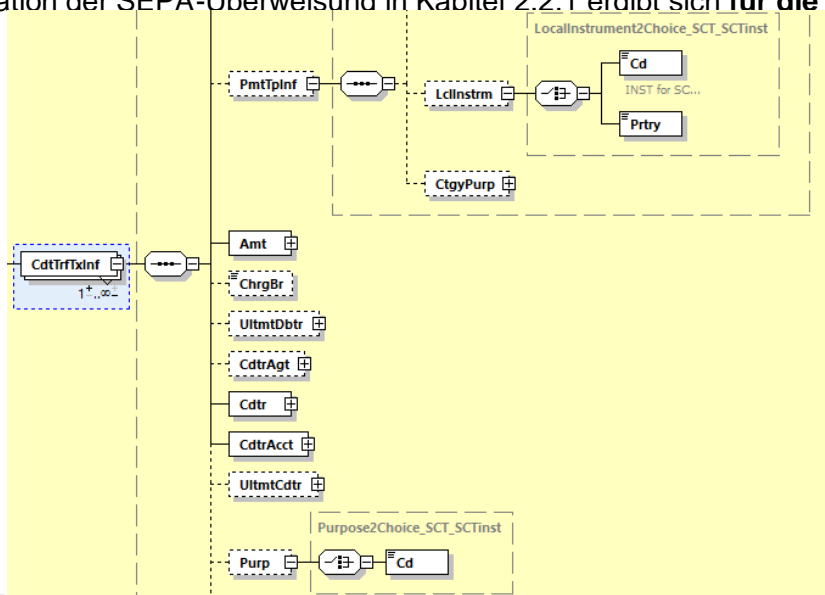 ation der SEPA-Überweisung in Kapitel 2.2.1 ergibt sich für die
LocalInstrument2Choice_SCT_SCTinst
Cd
PmtTpInf
LclInstrm
INST for SC...
Prtry
CtgyPurp
Amt
CdtTrfTxInf
ChrgBr
1..∞
UltmtDbtr
CdtrAgt
Cdtr
CdtrAcct
UltmtCdtr
Purpose2Choice_SCT_SCTinst
Purp
Cd